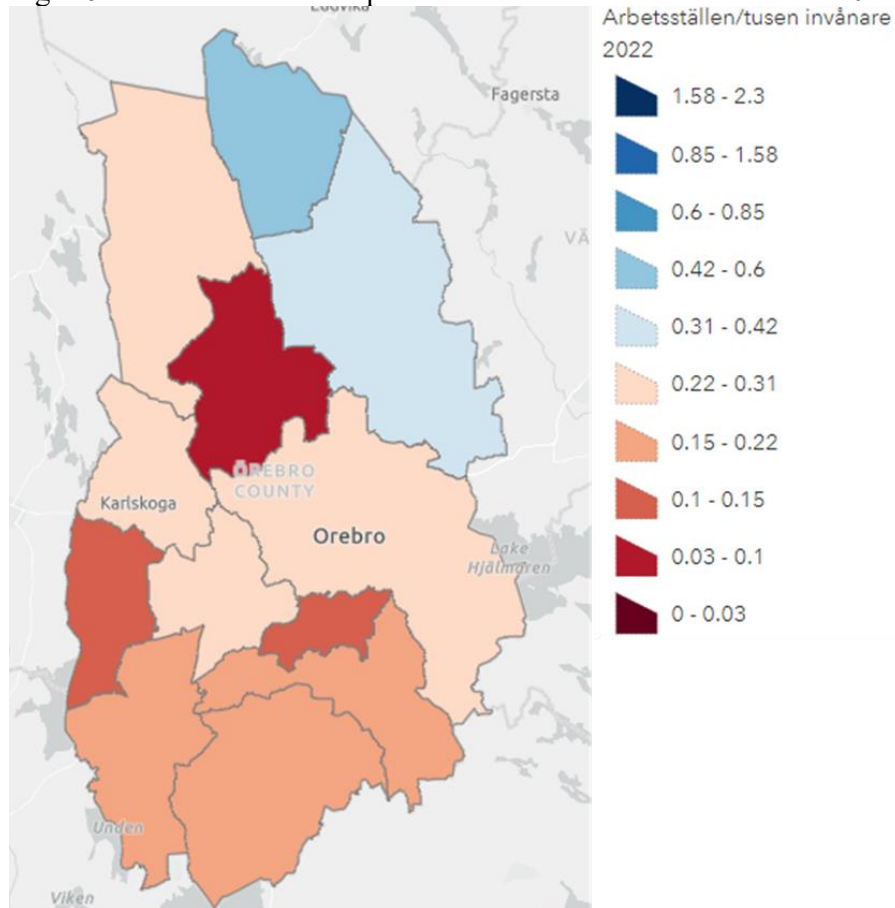 Ludvika
Arbetsställen/tusen invånare
2022
Fagersta
VÄ
1.58 - 2.3
0.85 - 1.58
0.6 - 0.85
0.42 - 0.6
0.31 - 0.42
0.22 - 0.31
0.15 - 0.22
0.1 - 0.15
0.03 - 0.1
0 - 0.03
ÖREBRO
COUNTY
Karlskoga
Orebro
Lake
Hjälmaren
Unden
Viken